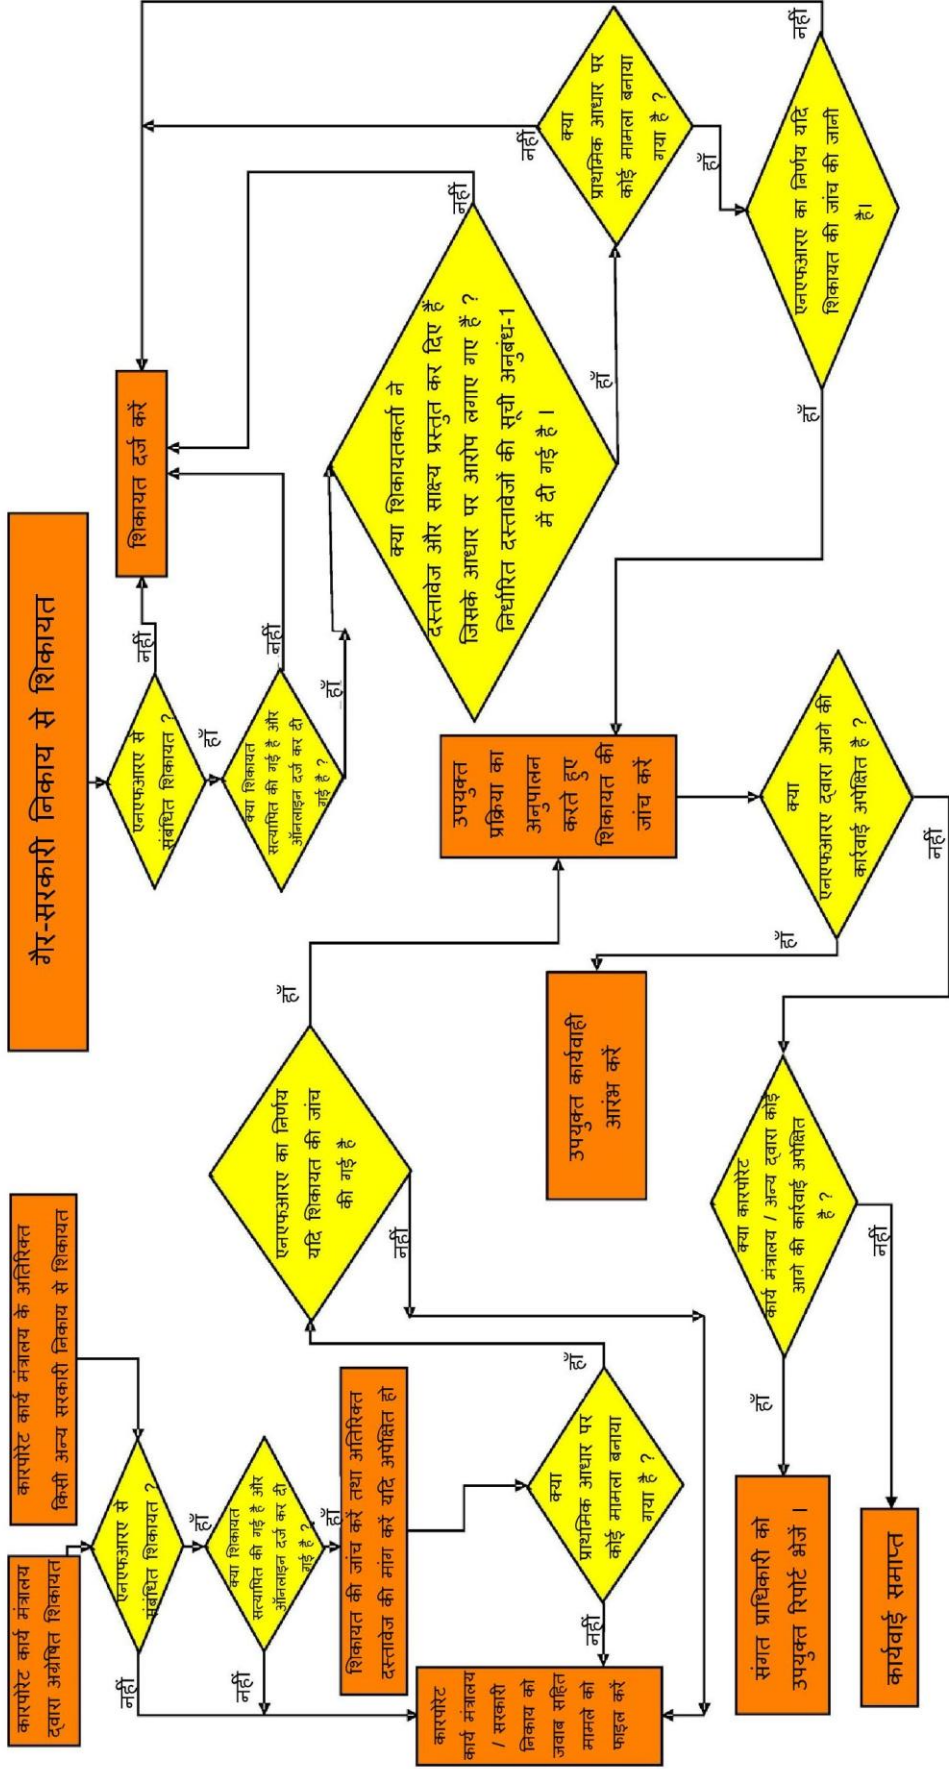 कारपोरेट कार्य मंत्रालय
द्वारा अग्रेषित शिकायत
कारपोरेट कार्य मंत्रालय के अतिरिक्त
किसी अन्य सरकारी निकाय से शिकायत
गैर-सरकारी निकाय से शिकायत
एनएफआरए से
संबंधित शिकायत ?
नहीं
हाँ
क्या शिकायत
सत्यापित की गई है और
ऑनलाइन दर्ज कर दी
गई है ?
नहीं
हाँ
शिकायत की जांच करें तथा अतिरिक्त
दस्तावेज की मांग करें यदि अपेक्षित हो
क्या
प्राथमिक आधार पर
कोई मामला बनाया
गया है ?
नहीं
हाँ
कारपोरेट
कार्य मंत्रालय
/ सरकारी
निकाय को
जवाब सहित
मामले को
फाइल करें
एनएफआरए का निर्णय
यदि शिकायत की जांच
की गई है
नहीं
हाँ
एनएफआरए से
संबंधित शिकायत ?
नहीं
हाँ
शिकायत दर्ज करें
क्या शिकायत
सत्यापित की गई है और
ऑनलाइन दर्ज कर दी
गई है ?
नहीं
हाँ
क्या शिकायतकर्ता ने
दस्तावेज और साक्ष्य प्रस्तुत कर दिए हैं
जिसके आधार पर आरोप लगाए गए हैं ?
निर्धारित दस्तावेजों की सूची अनुबंध-1
में दी गई है।
नहीं
हाँ
क्या
प्राथमिक आधार पर
कोई मामला बनाया
गया है ?
नहीं
हाँ
एनएफआरए का निर्णय यदि
शिकायत की जांच की जानी
है।
नहीं
हाँ
उपयुक्त
प्रक्रिया का
अनुपालन
करते हुए
शिकायत की
जांच करें
क्या
एनएफआरए द्वारा आगे की
कार्रवाई अपेक्षित है ?
हाँ
नहीं
उपयुक्त कार्यवाही
आरंभ करें
क्या कारपोरेट
कार्य मंत्रालय / अन्य द्वारा कोई
आगे की कार्रवाई अपेक्षित
है ?
हाँ
नहीं
संगत प्राधिकारी को
उपयुक्त रिपोर्ट भेजें ।
कार्यवाई समाप्त